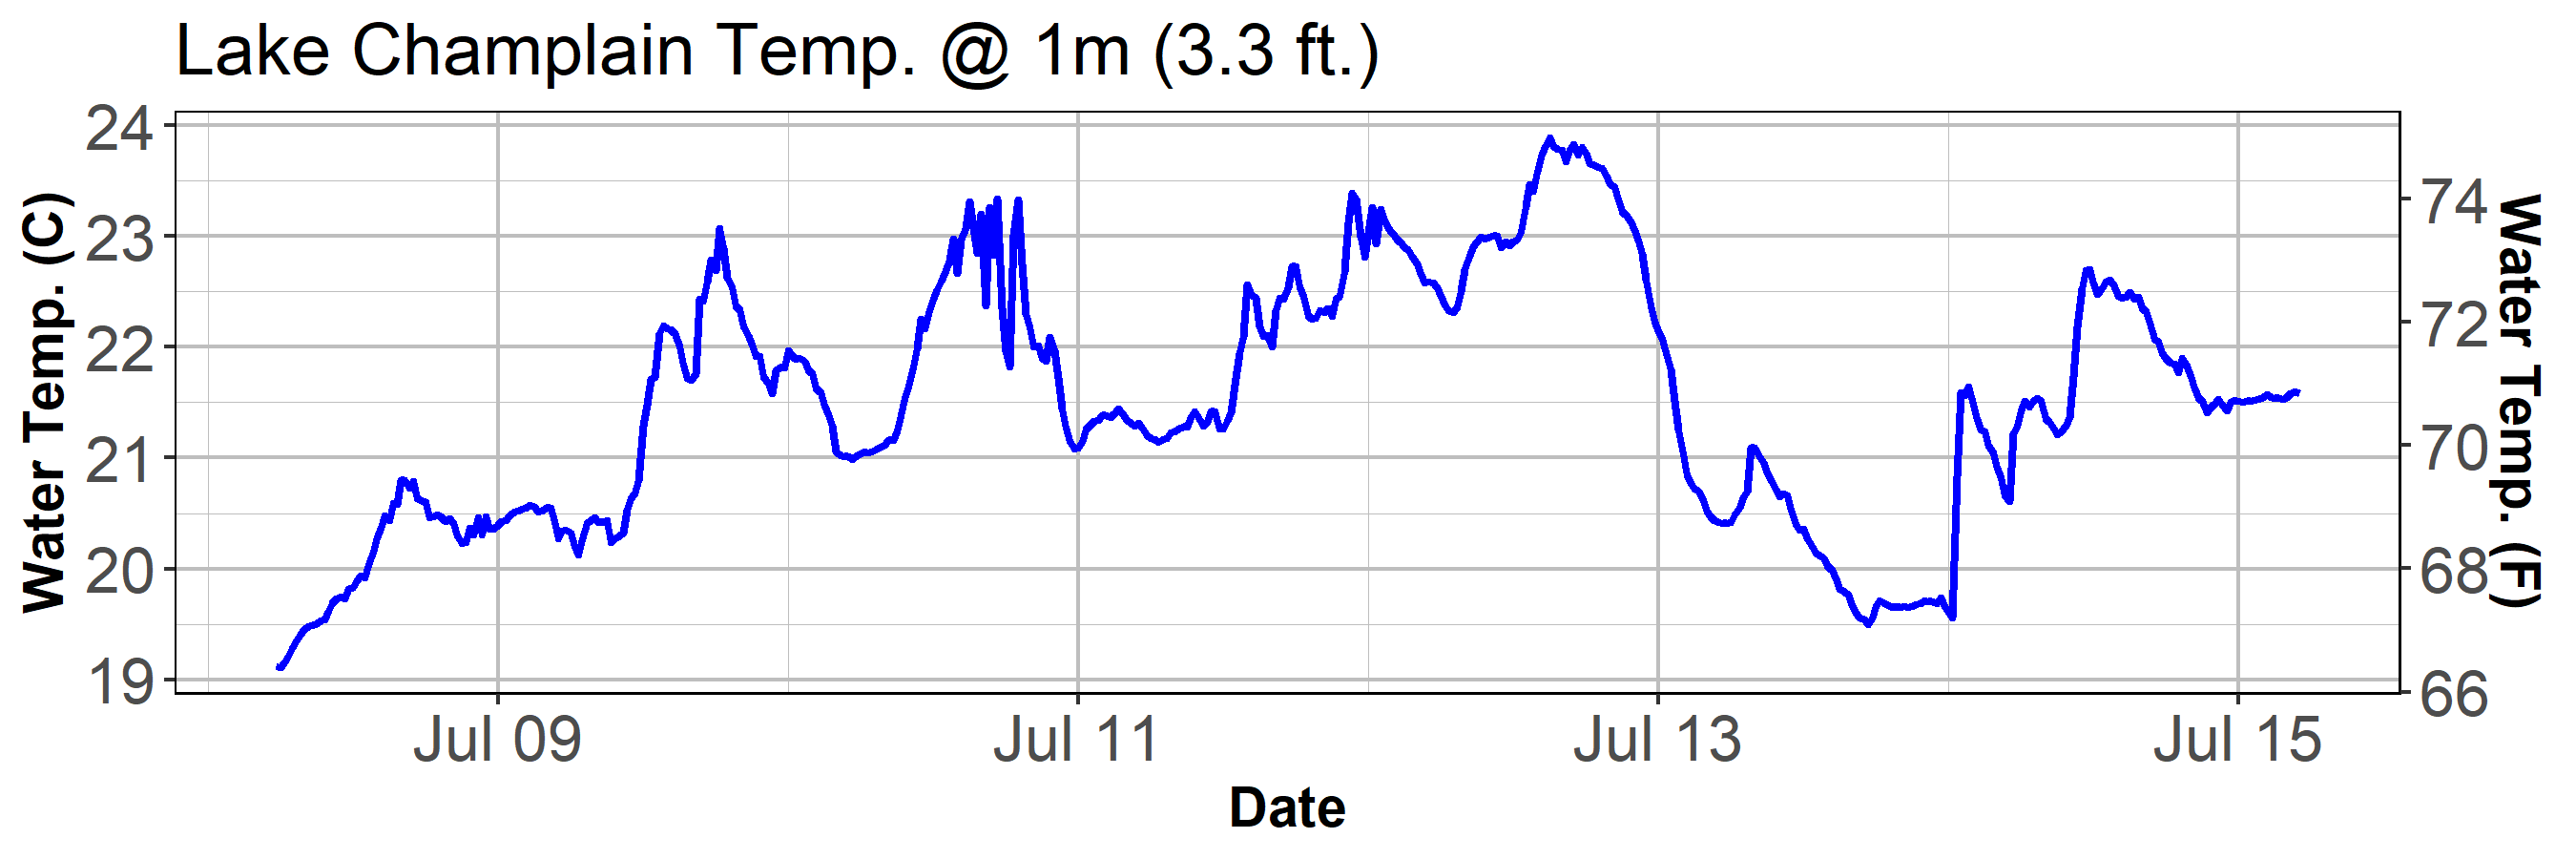 Lake Champlain Temp. @ 1m (3.3 ft.)
Water Temp. (C)
24
23
22
21
20
19
74
72
70
68
66
Water Temp. (F)
Jul 09 Jul 11 Jul 13 Jul 15
Date